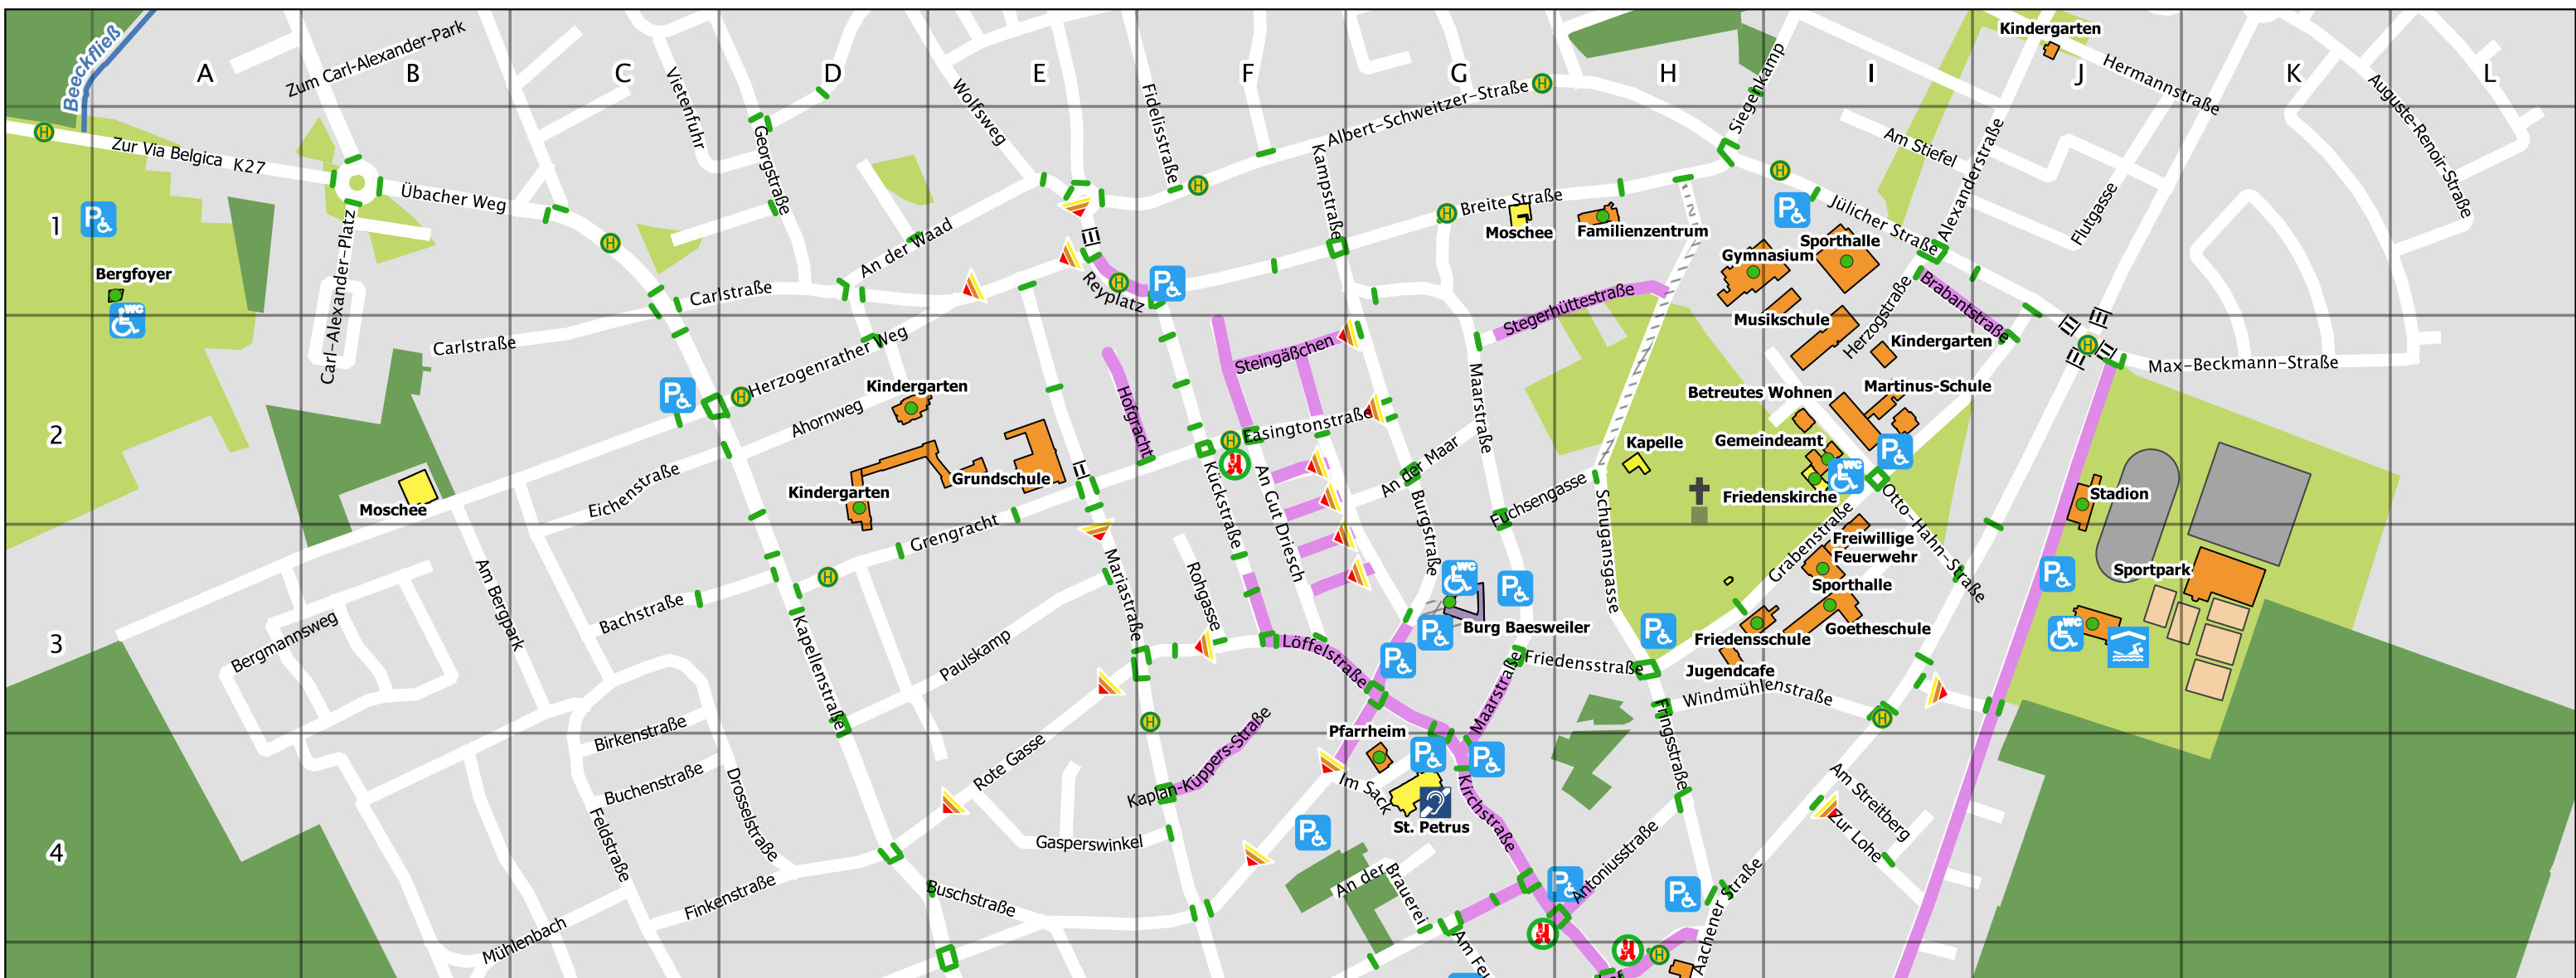 Kindergarten
Beeckfließ
Zum Carl-Alexander-Park
A
B
C
D
E
F
G
H
I
J
K
L
Vietenfuhr
Wolfsweg
Fidelisstraße
Albert-Schweitzer-Straße
Siegenkamp
Hermannstraße
Auguste-Renoir-Straße
H
Zur Via Belgica K27
Georgstraße
Kampstraße
Am Stiefel
Alexanderstraße
Flutgasse
1
P
Übacher Weg
An der Waad
Breite Straße
Moschee
Familienzentrum
Jülicher Straße
Sporthalle
Gymnasium
Bergfoyer
WC
Carl-Alexander-Platz
Carlstraße
Reyplatz
Stegerhüttestraße
Brabantstraße
Herzogstraße
Musikschule
Kindergarten
Carlstraße
Herzogenrather Weg
Steingäßchen
Max-Beckmann-Straße
Kindergarten
Ahornweg
Hofgracht
Maarstraße
Betreutes Wohnen
Martinus-Schule
2
Easingtonstraße
An der Maar
Kapelle
Gemeindeamt
Eichenstraße
Kindergarten
Grundschule
Kückstraße
An Gut Driesch
Burgstraße
Fuchsengasse
Schugansgasse
Friedenskirche
WC
Otto-Hahn-Straße
Stadion
Moschee
Grengracht
Grabenstraße
Freiwillige
Feuerwehr
Sportpark
Am Bergpark
Bachstraße
Mariastraße
Rohgasse
WC
Sporthalle
Goetheschule
3
Bergmannsweg
Kapellenstraße
Paulskamp
Löffelstraße
Burg Baesweiler
Friedensstraße
Friedensschule
Jugendcafe
Windmühlenstraße
WC
Maarstraße
Birkenstraße
Rote Gasse
Kaplan-Küppers-Straße
Pfarrheim
Fringsstraße
Buchenstraße
Drosselstraße
Im Sack
Kirchstraße
St. Petrus
Am Streitberg
Zur Lohe
4
Feldstraße
Gasperswinkel
Antoniusstraße
An der
Brauerei
Finkenstraße
Buschstraße
Aachener Straße
Mühlenbach
Am Feu